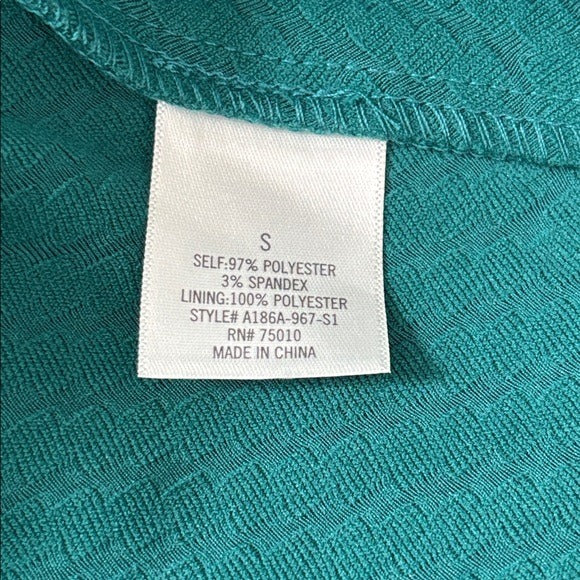 S
SELF:97% POLYESTER
3% SPANDEX
LINING:100% POLYESTER
STYLE# A186A-967-S1
RN# 75010
MADE IN CHINA